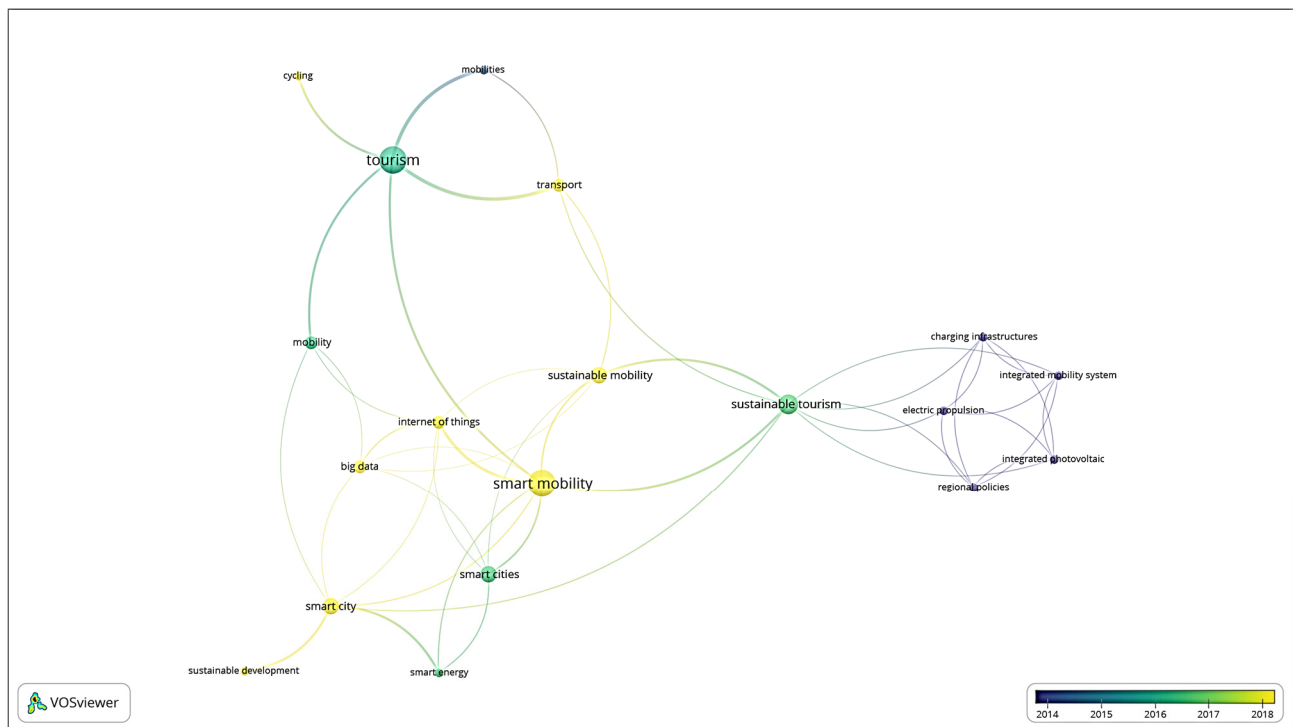 mobilities
cycling
tourism
transport
charging infrastructures
mobility
integrated mobility system
sustainable mobility
sustainable tourism
electric propulsion
internet of things
integrated photovoltaic
big data
smart mobility
regional policies
smart cities
smart city
sustainable development
smart energy
VOSviewer
2014 2015 2016 2017 2018